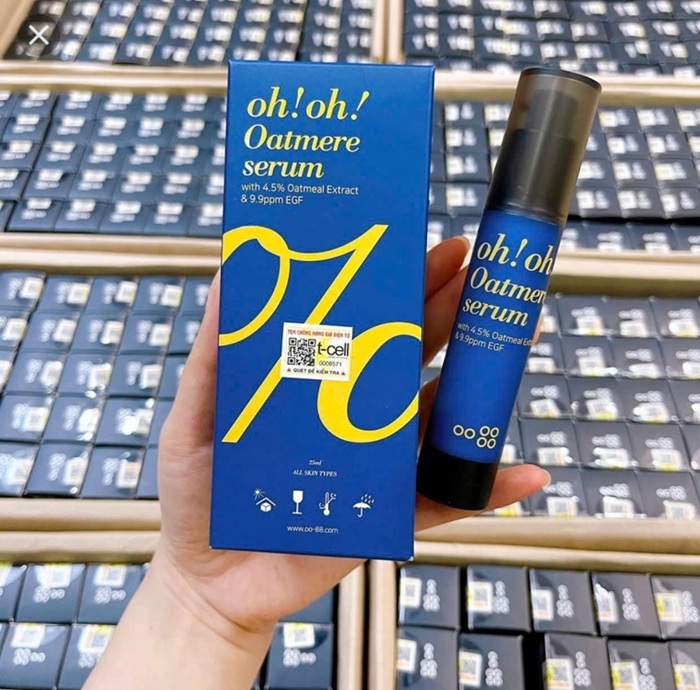 oh! oh!
Oatmere
serum
with 4.5% Oatmeal Extract
& 9.9ppm EGF
%
TEM CHỐNG HÀNG GIẢ ĐIỆN TỬ
t-cell
0008571
QUÉT ĐỂ KIỂM TRA
25ml
ALL SKIN TYPES
www.oo-88.com
oh! oh
Oatmer
serum
with 4.5% Oatmeal Ext
& 9.9ppm EGF